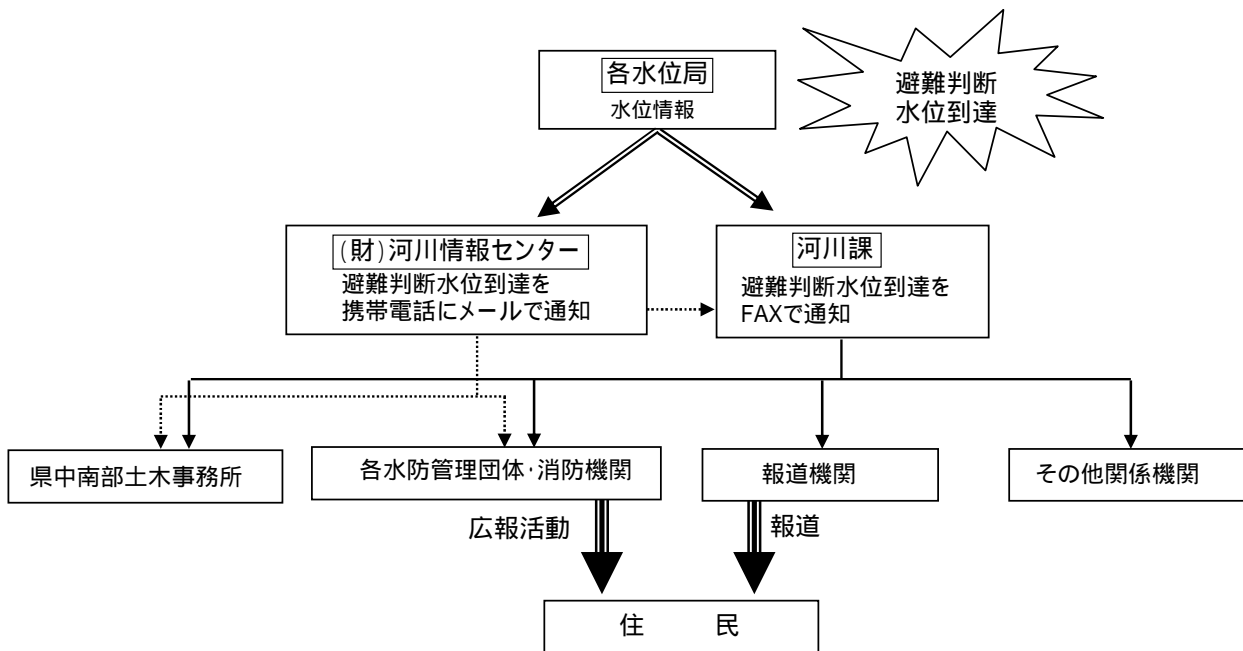 各水位局
水位情報
避難判断
水位到達
(財)河川情報センター
避難判断水位到達を
携帯電話にメールで通知
河川課
避難判断水位到達を
FAXで通知
県中南部土木事務所
各水防管理団体・消防機関
報道機関
その他関係機関
広報活動
報道
住　　民